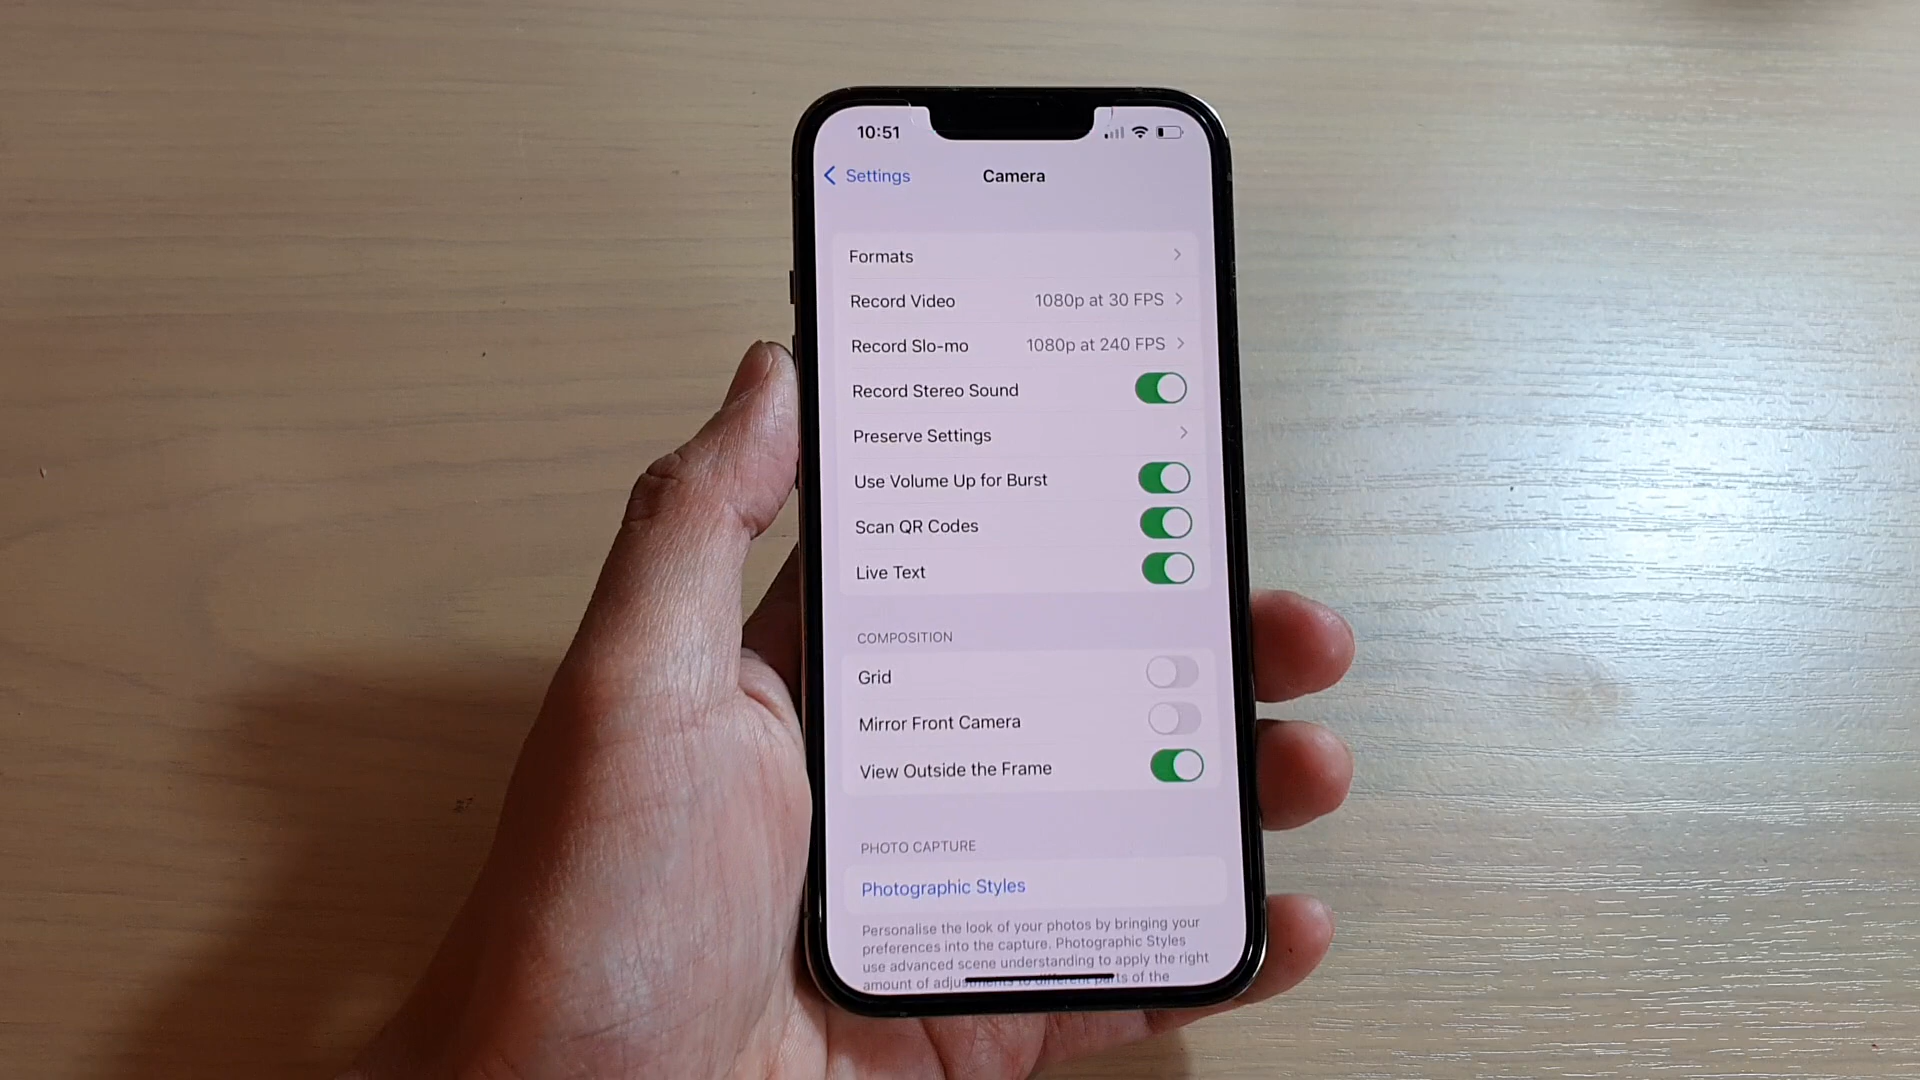 10:51
Settings
Camera
Formats
Record Video 1080p at 30 FPS
Record Slo-mo 1080p at 240 FPS
Record Stereo Sound
Preserve Settings
Use Volume Up for Burst
Scan QR Codes
Live Text
COMPOSITION
Grid
Mirror Front Camera
View Outside the Frame
PHOTO CAPTURE
Photographic Styles
Personalise the look of your photos by bringing your
preferences into the capture. Photographic Styles
use advanced scene understanding to apply the right
amount of adjustments to different parts of the